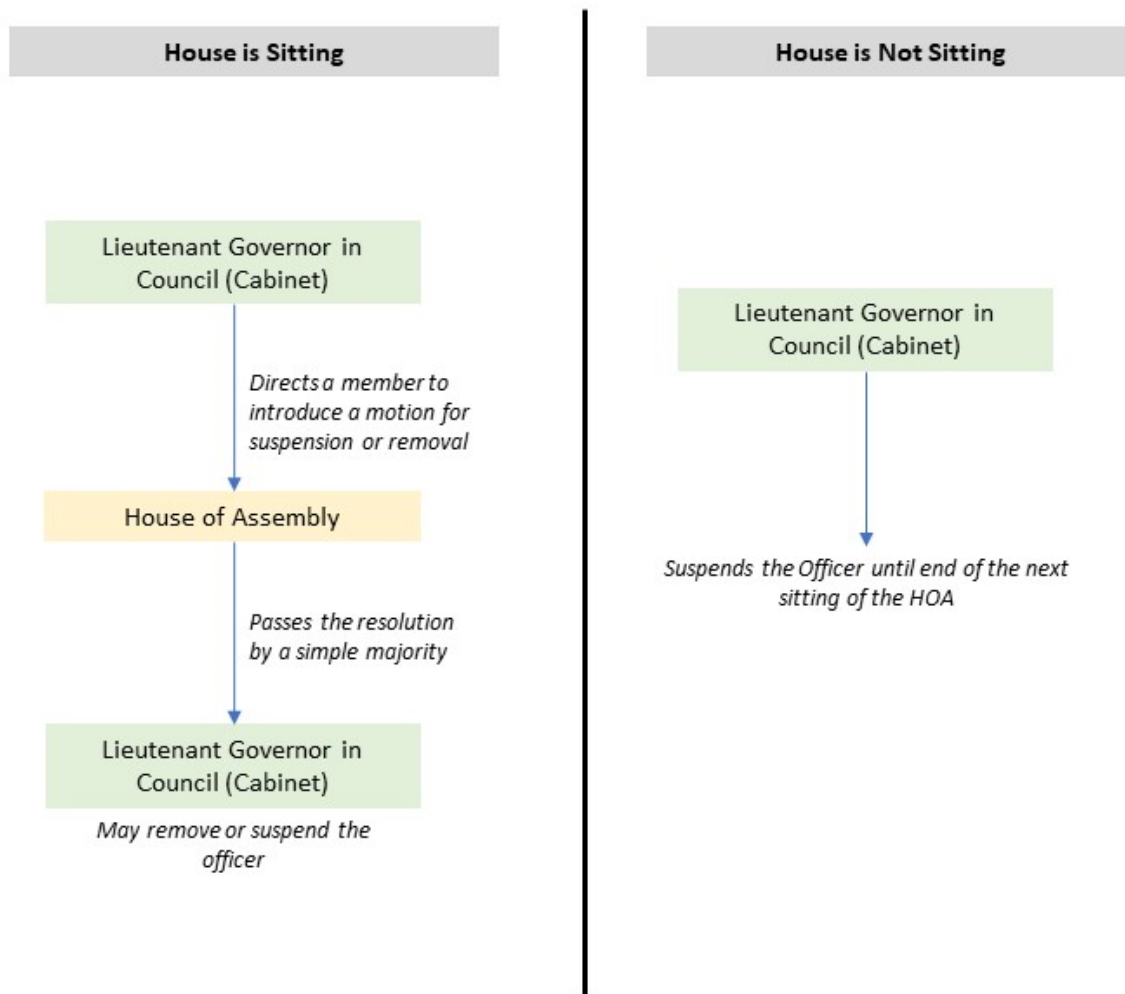 House is Sitting
Lieutenant Governor in
Council (Cabinet)
Directs a member to
introduce a motion for
suspension or removal
House of Assembly
Passes the resolution
by a simple majority
Lieutenant Governor in
Council (Cabinet)
May remove or suspend the
officer
House is Not Sitting
Lieutenant Governor in
Council (Cabinet)
Suspends the Officer until end of the next
sitting of the HOA